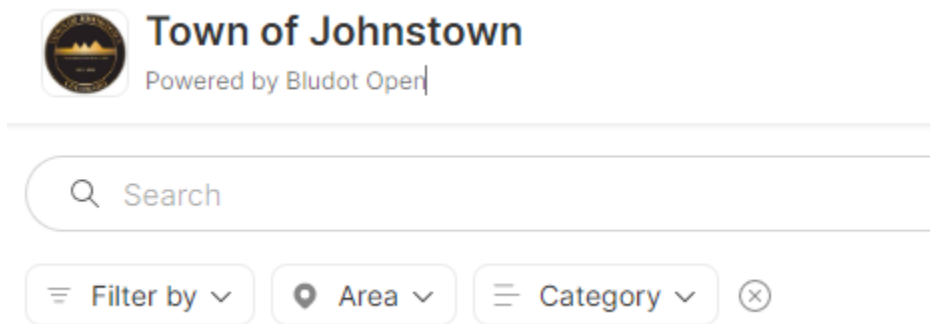 Town of Johnstown
Powered by Bludot Open
Search
Filter by
Area
Category